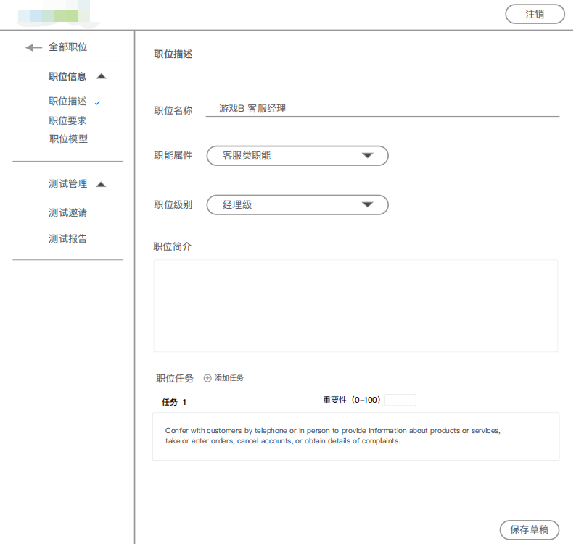 注销
全部职位
职位信息
职位描述
职位要求
职位模型
测试管理
测试邀请
测试报告
职位描述
职位名称 游戏B 客服经理
职能属性 客服类职能
职位级别 经理级
职位简介
职位任务 添加任务
任务 1 重要性 (0-100)
Confer with customers by telephone or in person to provide information about products or services,
take or enter orders, cancel accounts, or obtain details of complaints.
保存草稿